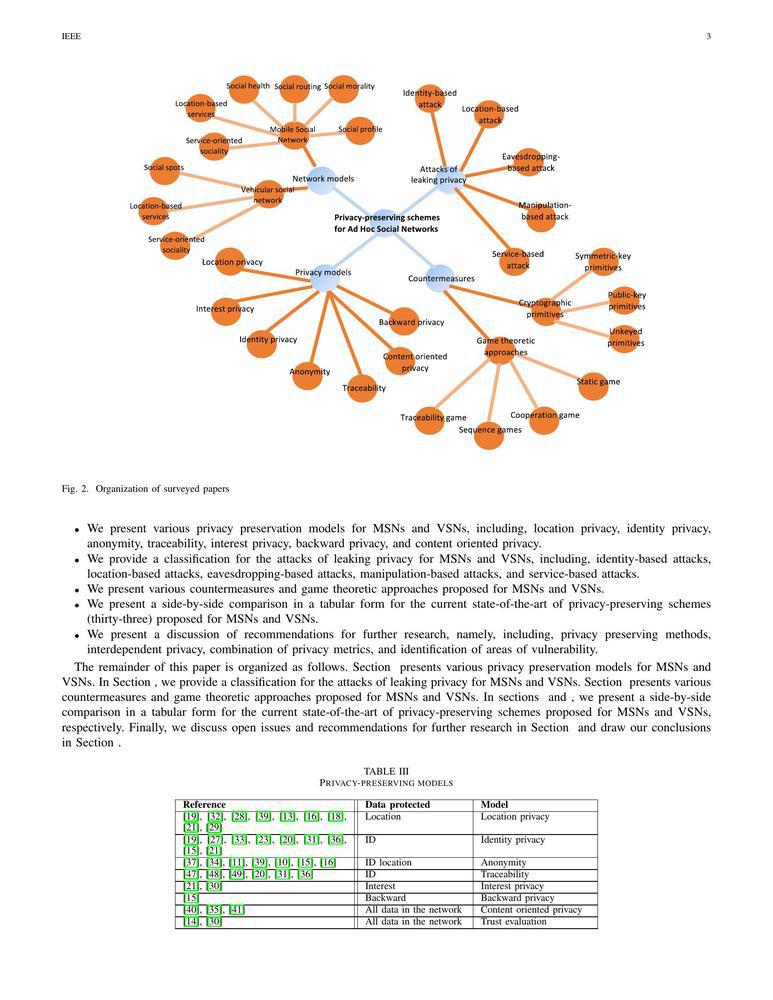 IEEE
3
Social health
Social routing
Social morality
Location-based
services
Mobile Social
Network
Social profile
Service-oriented
sociality
Identity-based
attack
Location-based
attack
Social spots
Network models
Attacks of
leaking privacy
Eavesdropping-
based attack
Vehicular social
network
Location-based
services
Manipulation-
based attack
Privacy-preserving schemes
for Ad Hoc Social Networks
Service-oriented
sociality
Service-based
attack
Symmetric-key
primitives
Location privacy
Privacy models
Countermeasures
Public-key
primitives
Cryptographic
primitives
Interest privacy
Backward privacy
Unkeyed
primitives
Identity privacy
Game theoretic
approaches
Content oriented
privacy
Anonymity
Traceability
Static game
Traceability game
Cooperation game
Sequence games
Fig. 2. Organization of surveyed papers
• We present various privacy preservation models for MSNs and VSNs, including, location privacy, identity privacy,
anonymity, traceability, interest privacy, backward privacy, and content oriented privacy.
• We provide a classification for the attacks of leaking privacy for MSNs and VSNs, including, identity-based attacks,
location-based attacks, eavesdropping-based attacks, manipulation-based attacks, and service-based attacks.
• We present various countermeasures and game theoretic approaches proposed for MSNs and VSNs.
• We present a side-by-side comparison in a tabular form for the current state-of-the-art of privacy-preserving schemes
(thirty-three) proposed for MSNs and VSNs.
• We present a discussion of recommendations for further research, namely, including, privacy preserving methods,
interdependent privacy, combination of privacy metrics, and identification of areas of vulnerability.
The remainder of this paper is organized as follows. Section presents various privacy preservation models for MSNs and
VSNs. In Section , we provide a classification for the attacks of leaking privacy for MSNs and VSNs. Section presents various
countermeasures and game theoretic approaches proposed for MSNs and VSNs. In sections and , we present a side-by-side
comparison in a tabular form for the current state-of-the-art of privacy-preserving schemes proposed for MSNs and VSNs,
respectively. Finally, we discuss open issues and recommendations for further research in Section and draw our conclusions
in Section .
TABLE III
PRIVACY-PRESERVING MODELS
Reference Data protected Model
[19], [32], [28], [39], [13], [16], [18], Location Location privacy
[21], [29]
[19], [27], [33], [23], [20], [31], [36], ID Identity privacy
[15], [21]
[37], [34], [11], [39], [10], [15], [16] ID location Anonymity
[47], [48], [49], [20], [31], [36] ID Traceability
[21], [30] Interest Interest privacy
[15] Backward Backward privacy
[40], [35], [41] All data in the network Content oriented privacy
[14], [30] All data in the network Trust evaluation